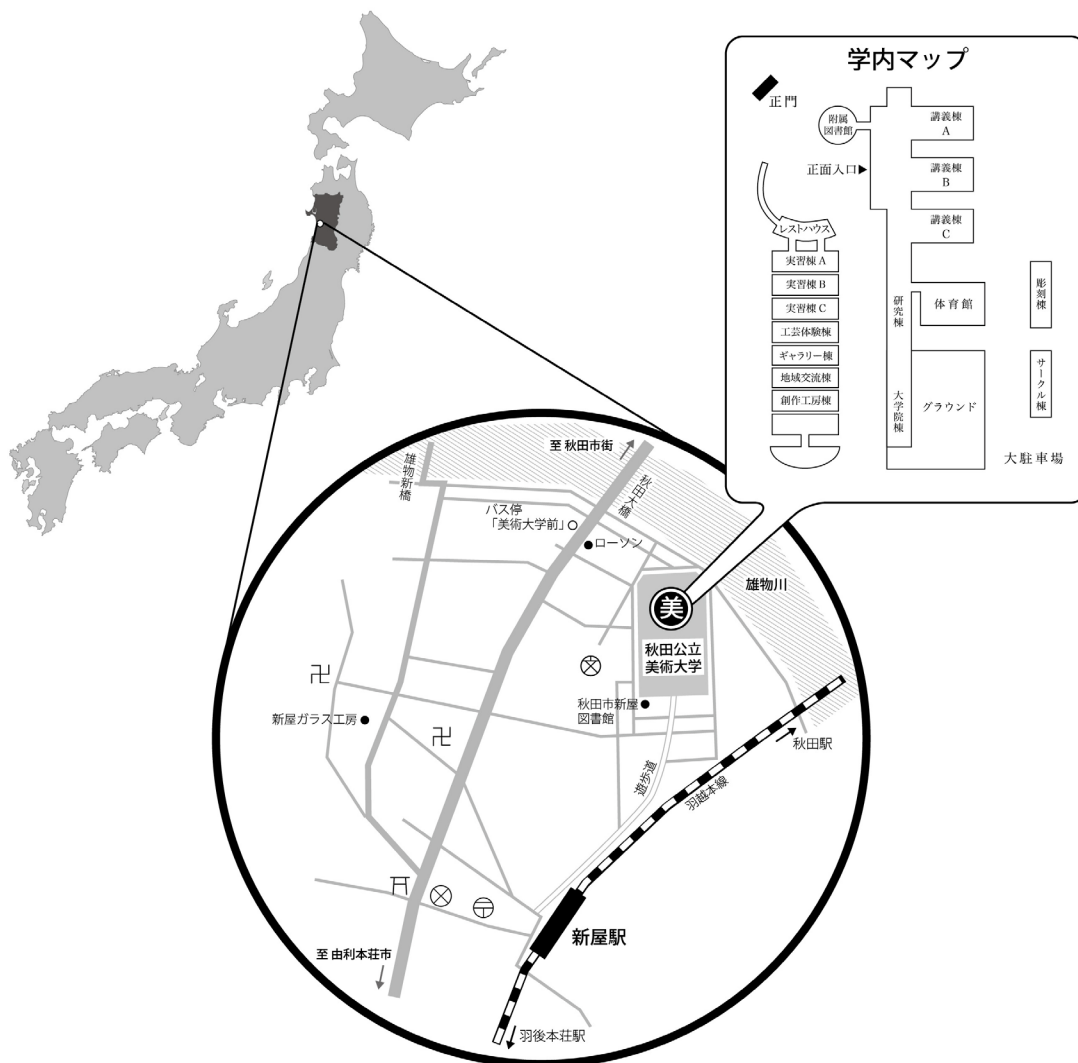 学内マップ
正門
附属
図書館
講義棟
A
正面入口▶
講義棟
B
講義棟
C
レストハウス
実習棟 A
実習棟 B
実習棟 C
工芸体験棟
ギャラリー棟
地域交流棟
創作工房棟
研究棟
体育館
彫刻棟
大学院棟
グラウンド
サークル棟
大駐車場
至 秋田市街
雄物新橋
秋田大橋
バス停
「美術大学前」
ローソン
雄物川
美
秋田公立
美術大学
文
卍
秋田市新屋
図書館
新屋ガラス工房
卍
秋田駅
遊歩道
羽越本線
新屋駅
至 由利本荘市
羽後本荘駅